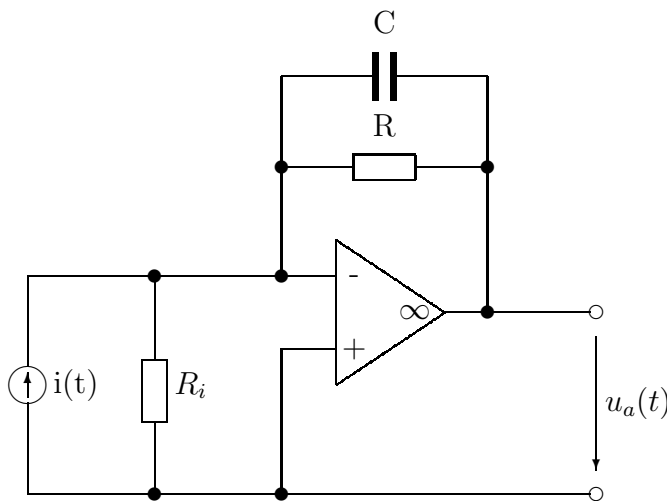 C
R
-
∞
+
i(t)
R_i
u_a(t)